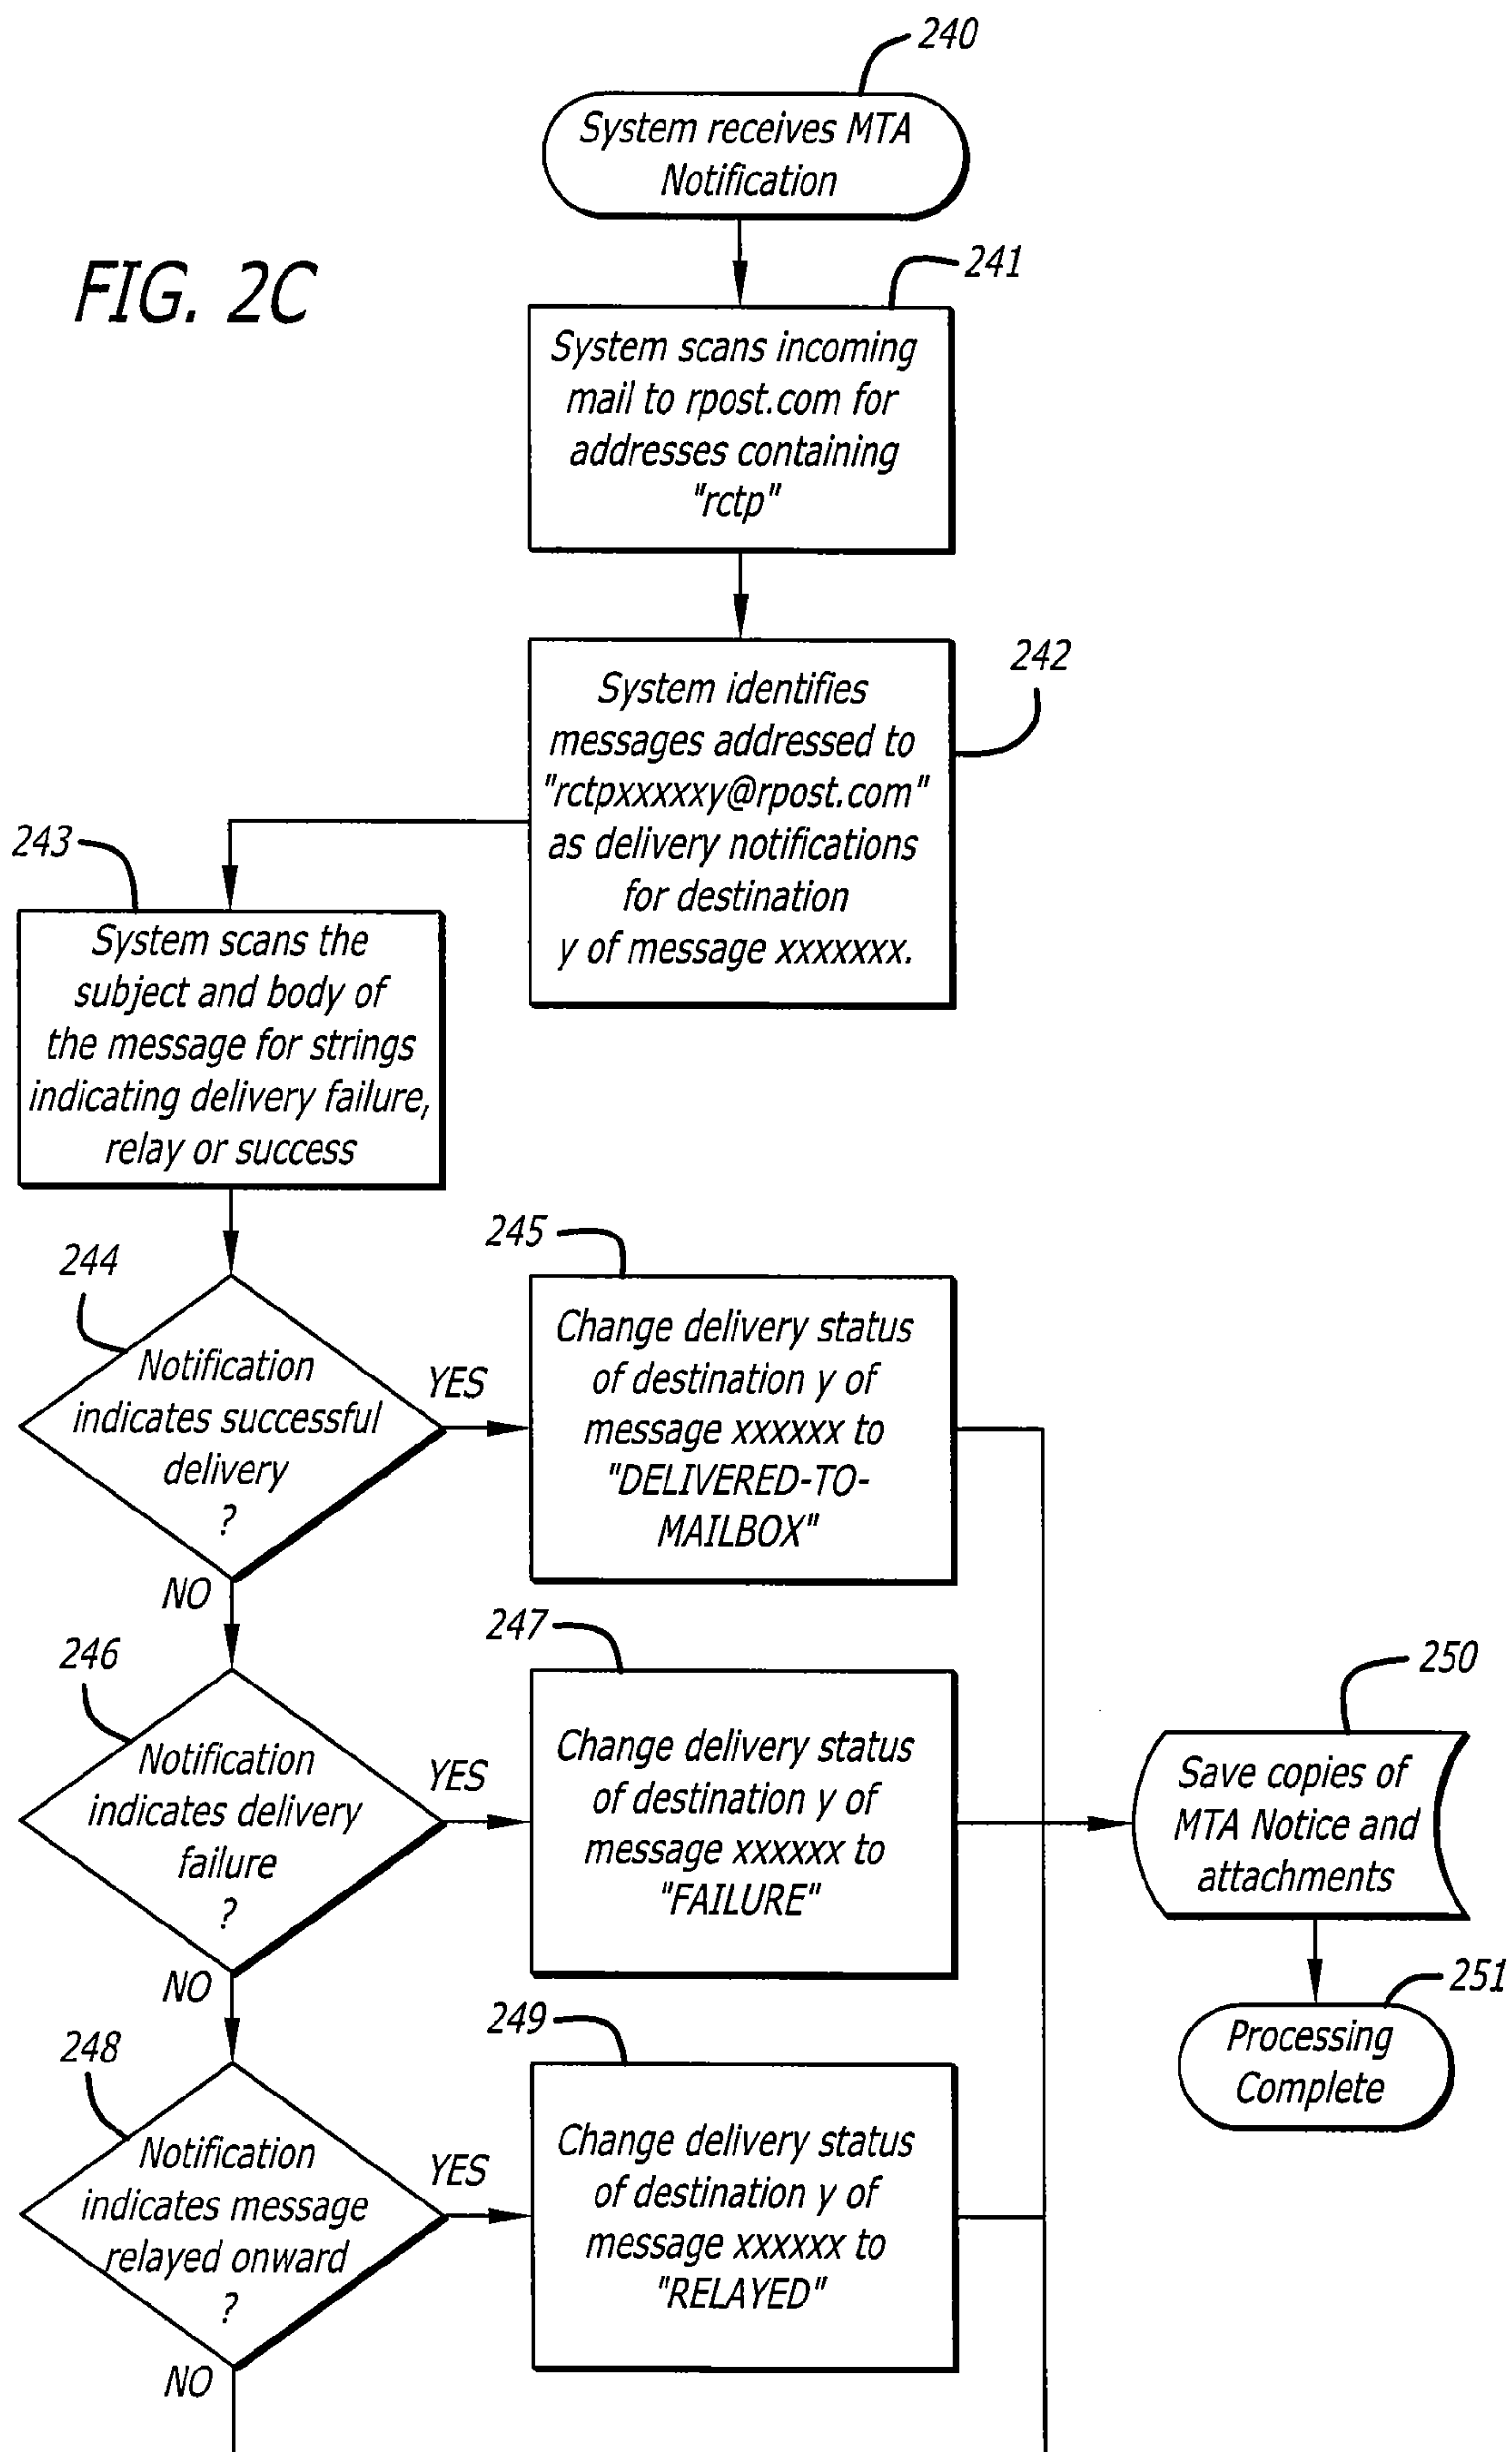 240
System receives MTA
Notification
FIG. 2C
241
System scans incoming
mail to rpost.com for
addresses containing
"rctp"
242
System identifies
messages addressed to
"rctpxxxxxy@rpost.com"
as delivery notifications
for destination
y of message xxxxxxx.
243
System scans the
subject and body of
the message for strings
indicating delivery failure,
relay or success
244
Notification
indicates successful
delivery
?
YES
NO
245
Change delivery status
of destination y of
message xxxxxx to
"DELIVERED-TO-
MAILBOX"
246
Notification
indicates delivery
failure
?
YES
NO
247
Change delivery status
of destination y of
message xxxxxx to
"FAILURE"
248
Notification
indicates message
relayed onward
?
YES
NO
249
Change delivery status
of destination y of
message xxxxxx to
"RELAYED"
250
Save copies of
MTA Notice and
attachments
251
Processing
Complete